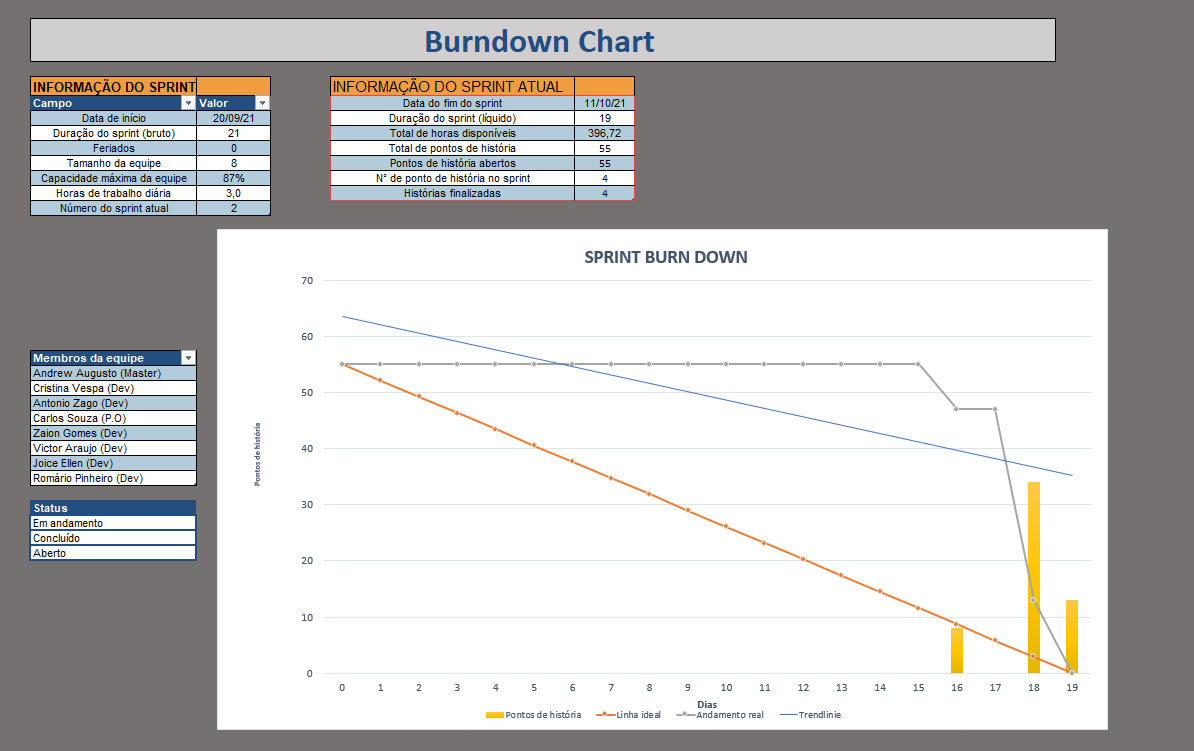 Burndown Chart
INFORMAÇÃO DO SPRINT
Campo Valor
Data de início 20/09/21
Duração do sprint (bruto) 21
Feriados 0
Tamanho da equipe 8
Capacidade máxima da equipe 87%
Horas de trabalho diária 3,0
Número do sprint atual 2
INFORMAÇÃO DO SPRINT ATUAL
Data do fim do sprint 11/10/21
Duração do sprint (líquido) 19
Total de horas disponíveis 396,72
Total de pontos de história 55
Pontos de história abertos 55
N° de ponto de história no sprint 4
Histórias finalizadas 4
Membros da equipe
Andrew Augusto (Master)
Cristina Vespa (Dev)
Antonio Zago (Dev)
Carlos Souza (P.O)
Zaion Gomes (Dev)
Victor Araujo (Dev)
Joice Ellen (Dev)
Romário Pinheiro (Dev)
Status
Em andamento
Concluído
Aberto
SPRINT BURN DOWN
70
60
50
40
30
20
10
0
Pontos de história
0 1 2 3 4 5 6 7 8 9 10 11 12 13 14 15 16 17 18 19
Dias
Pontos de história Linha ideal Andamento real Trendlinie